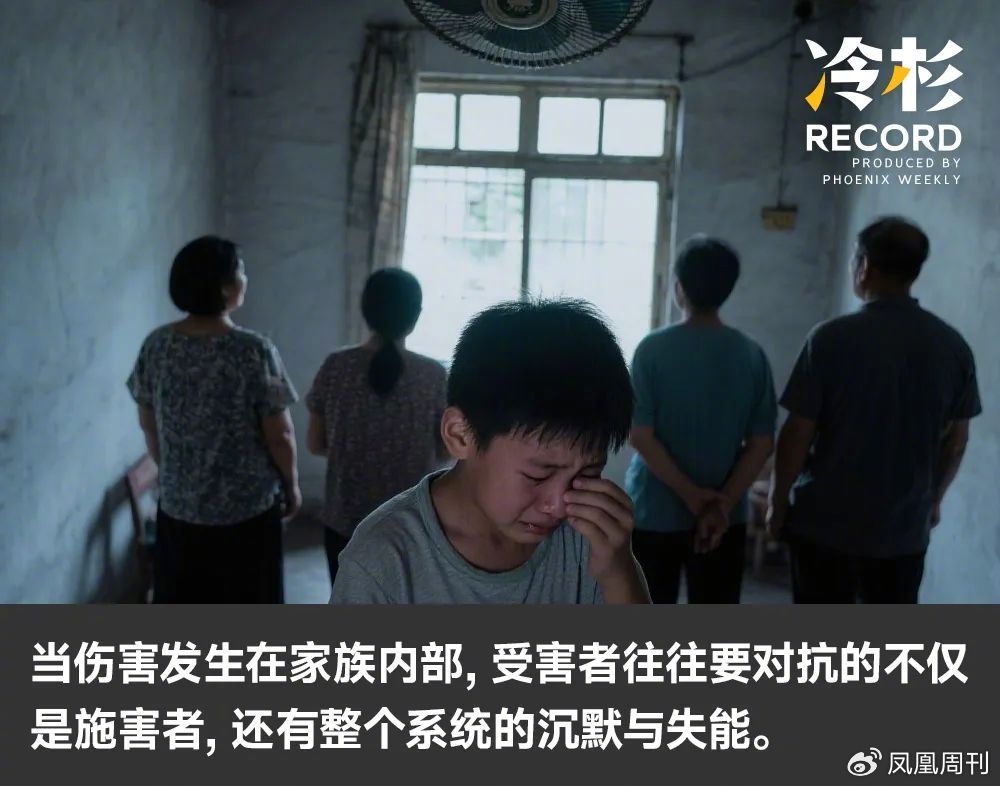 冷杉
RECORD
PRODUCED BY
PHOENIX WEEKLY
当伤害发生在家族内部, 受害者往往要对抗的不仅
是施害者, 还有整个系统的沉默与失能。
凤凰周刊